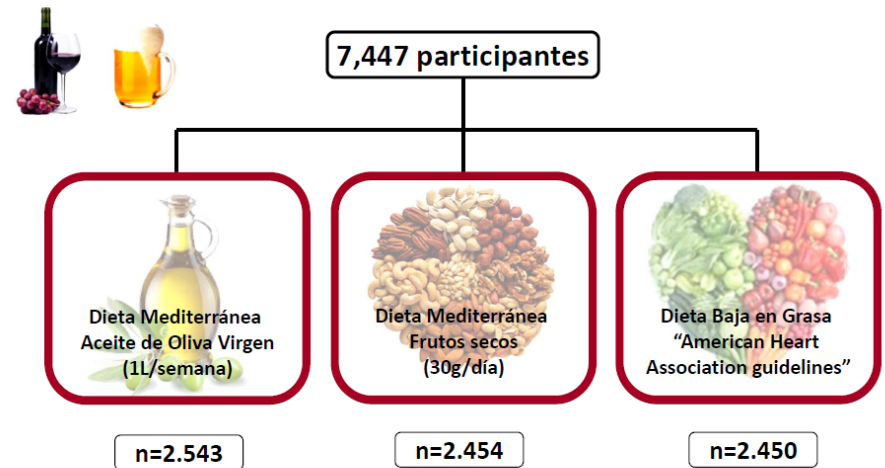 7,447 participantes
Dieta Mediterránea
Aceite de Oliva Virgen
(1L/semana)
Dieta Mediterránea
Frutos secos
(30g/día)
Dieta Baja en Grasa
“American Heart
Association guidelines”
n=2.543
n=2.454
n=2.450